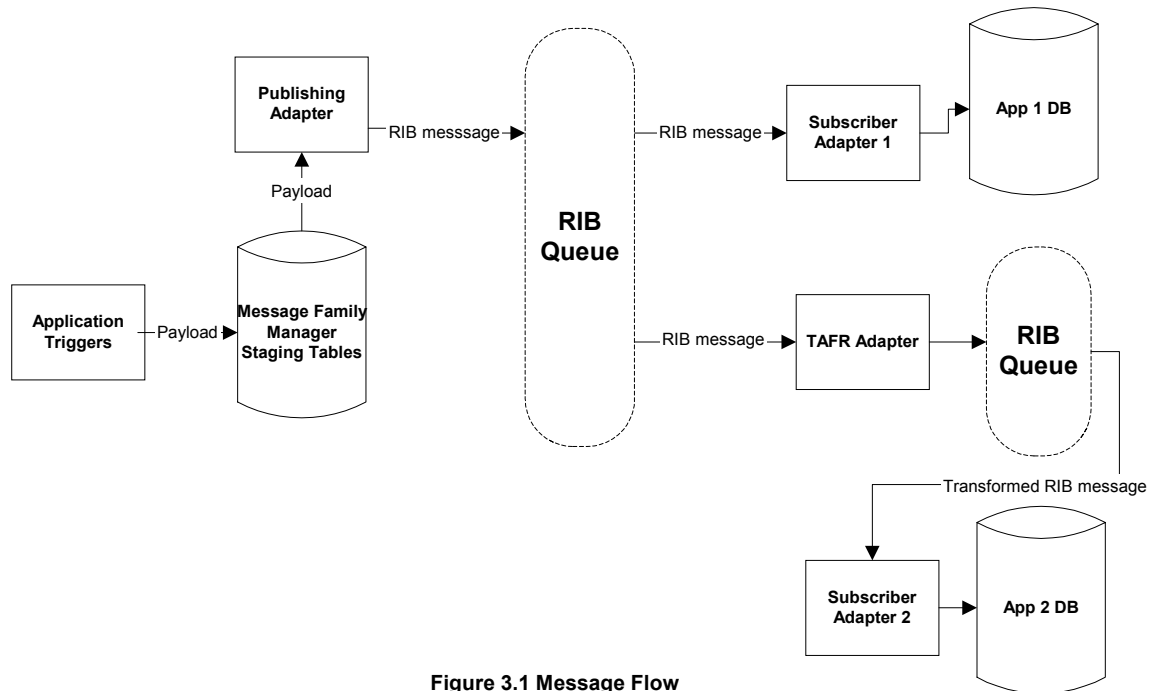 Publishing
Adapter
RIB messsage
RIB message
Subscriber
Adapter 1
App 1 DB
Payload
RIB
Queue
Application
Triggers
Payload
Message Family
Manager
Staging Tables
RIB message
TAFR Adapter
RIB
Queue
Transformed RIB message
Subscriber
Adapter 2
App 2 DB
Figure 3.1 Message Flow